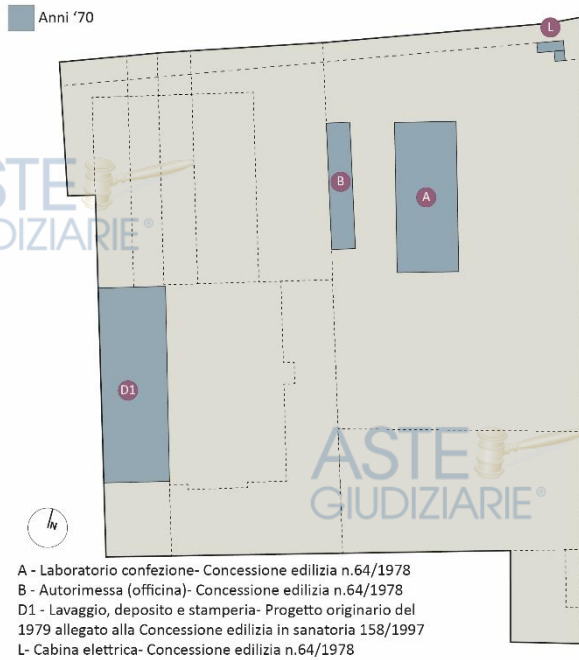 Anni '70
L
B
A
ASTE
GIUDIZIARIE®
D1
ASTE
GIUDIZIARIE®
N
A - Laboratorio confezione- Concessione edilizia n.64/1978
B - Autorimessa (officina)- Concessione edilizia n.64/1978
D1 - Lavaggio, deposito e stamperia- Progetto originario del
1979 allegato alla Concessione edilizia in sanatoria 158/1997
L- Cabina elettrica- Concessione edilizia n.64/1978